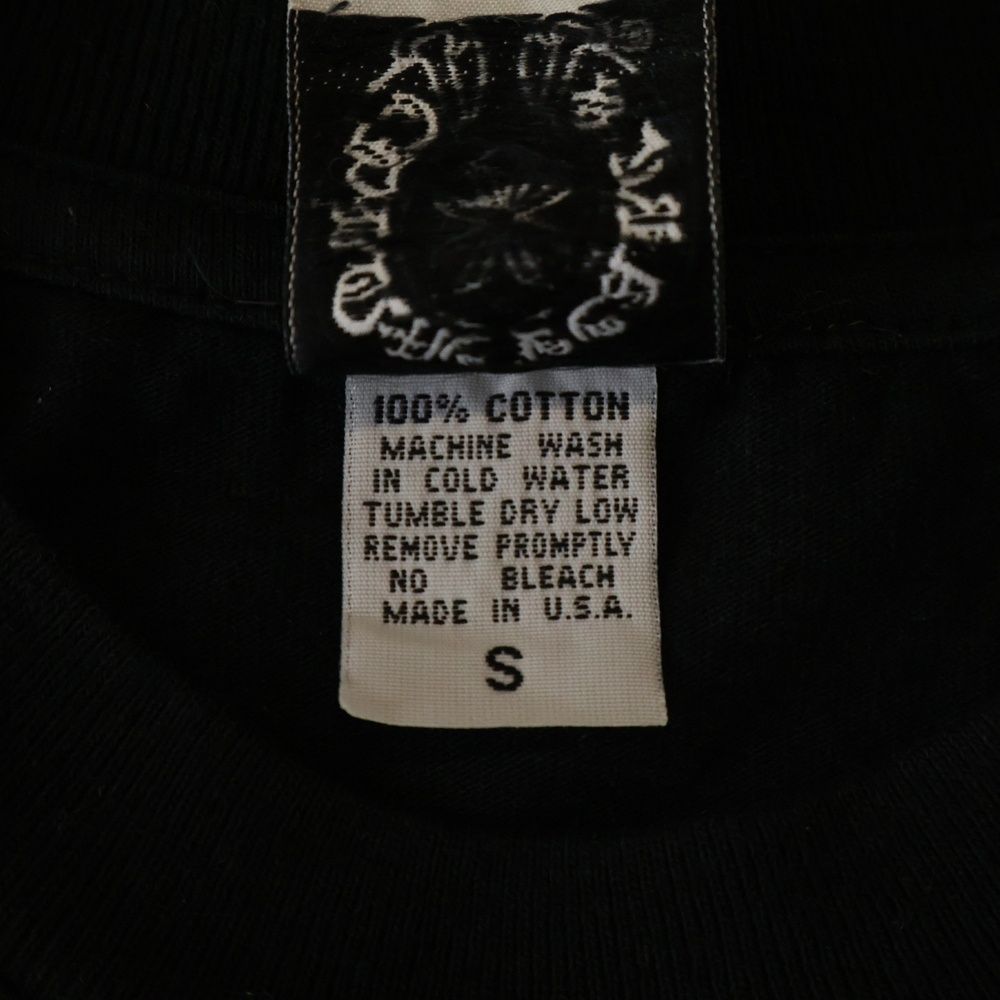 100% COTTON
MACHINE WASH
IN COLD WATER
TUMBLE DRY LOW
REMOVE PROMPTLY
NO BLEACH
MADE IN U.S.A.
S